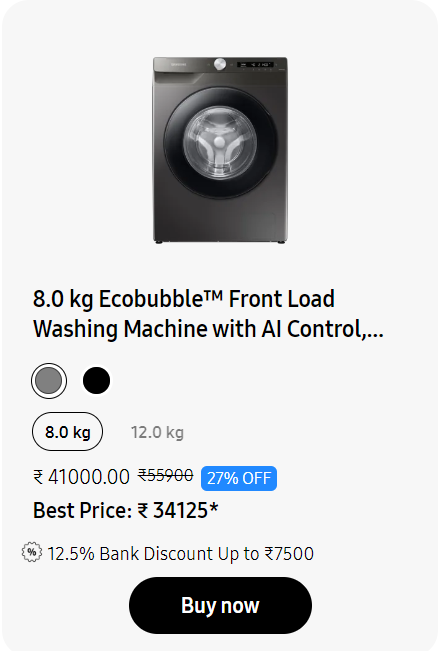 SAMSUNG
8.0 kg Ecobubble™ Front Load
Washing Machine with AI Control,...
8.0 kg 12.0 kg
₹ 41000.00 ₹55900 27% OFF
Best Price: ₹ 34125*
% 12.5% Bank Discount Up to ₹7500
Buy now